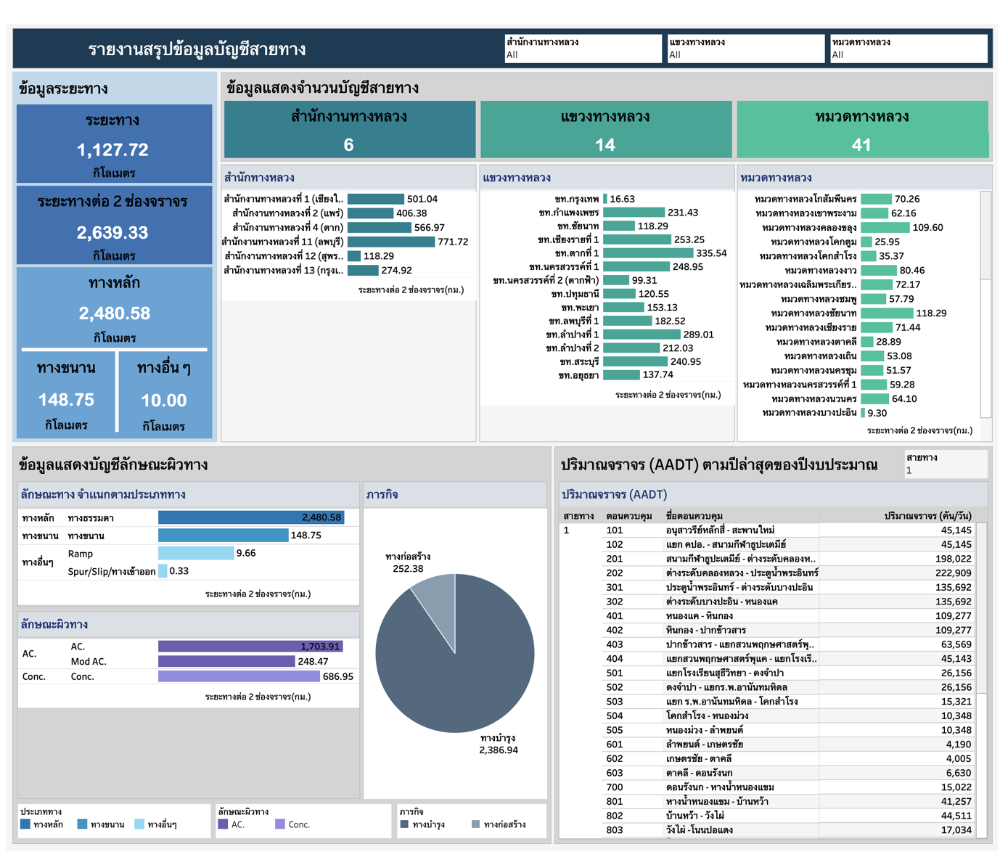 รายงานสรุปข้อมูลบัญชีสายทาง
สำนักงานทางหลวง
All
แขวงทางหลวง
All
หมวดทางหลวง
All
ข้อมูลระยะทาง
ระยะทาง
1,127.72
กิโลเมตร
ระยะทางต่อ 2 ช่องจราจร
2,639.33
กิโลเมตร
ทางหลัก
2,480.58
กิโลเมตร
ทางขนาน
148.75
กิโลเมตร
ทางอื่น ๆ
10.00
กิโลเมตร
ข้อมูลแสดงจำนวนบัญชีสายทาง
สำนักงานทางหลวง
6
แขวงทางหลวง
14
หมวดทางหลวง
41
สำนักทางหลวง
สำนักงานทางหลวงที่ 1 (เชียงใ.. 501.04
สำนักงานทางหลวงที่ 2 (แพร่) 406.38
สำนักงานทางหลวงที่ 4 (ตาก) 566.97
สำนักงานทางหลวงที่ 11 (ลพบุรี) 771.72
สำนักงานทางหลวงที่ 12 (สุพร.. 118.29
สำนักงานทางหลวงที่ 13 (กรุงเ.. 274.92
ระยะทางต่อ 2 ช่องจราจร(กม.)
แขวงทางหลวง
ขท.กรุงเทพ 16.63
ขท.กำแพงเพชร 231.43
ขท.ชัยนาท 118.29
ขท.เชียงรายที่ 1 253.25
ขท.ตากที่ 1 335.54
ขท.นครสวรรค์ที่ 1 248.95
ขท.นครสวรรค์ที่ 2 (ตากฟ้า) 99.31
ขท.ปทุมธานี 120.55
ขท.พะเยา 153.13
ขท.ลพบุรีที่ 1 182.52
ขท.ลำปางที่ 1 289.01
ขท.ลำปางที่ 2 212.03
ขท.สระบุรี 240.95
ขท.อยุธยา 137.74
ระยะทางต่อ 2 ช่องจราจร(กม.)
หมวดทางหลวง
หมวดทางหลวงโกสัมพีนคร 70.26
หมวดทางหลวงเขาพระงาม 62.16
หมวดทางหลวงคลองขลุง 109.60
หมวดทางหลวงโคกตูม 25.95
หมวดทางหลวงโคกสำโรง 35.37
หมวดทางหลวงงาว 80.46
หมวดทางหลวงเฉลิมพระเกียร.. 72.17
หมวดทางหลวงชมพู 57.79
หมวดทางหลวงชัยนาท 118.29
หมวดทางหลวงเชียงราย 71.44
หมวดทางหลวงตาคลี 28.89
หมวดทางหลวงเถิน 53.08
หมวดทางหลวงนครชุม 51.57
หมวดทางหลวงนครสวรรค์ที่ 1 59.28
หมวดทางหลวงนวนคร 64.10
หมวดทางหลวงบางปะอิน 9.30
ระยะทางต่อ 2 ช่องจราจร(กม.)
ข้อมูลแสดงบัญชีลักษณะผิวทาง
ลักษณะทาง จำแนกตามประเภททาง
ทางหลัก ทางธรรมดา 2,480.58
ทางขนาน ทางขนาน 148.75
ทางอื่นๆ Ramp 9.66
Spur/Slip/ทางเข้าออก 0.33
ระยะทางต่อ 2 ช่องจราจร(กม.)
ลักษณะผิวทาง
AC. AC. 1,703.91
Mod AC. 248.47
Conc. Conc. 686.95
ระยะทางต่อ 2 ช่องจราจร(กม.)
ภารกิจ
ทางก่อสร้าง
252.38
ทางบำรุง
2,386.94
ประเภททาง
ทางหลัก ทางขนาน ทางอื่นๆ
ลักษณะผิวทาง
AC. Conc.
ภารกิจ
ทางบำรุง ทางก่อสร้าง
ปริมาณจราจร (AADT) ตามปีล่าสุดของปีงบประมาณ
สายทาง
1
ปริมาณจราจร (AADT)
สายทาง ตอนควบคุม ชื่อตอนควบคุม ปริมาณจราจร (คัน/วัน)
1 101 อนุสาวรีย์หลักสี่ - สะพานใหม่ 45,145
102 แยก คปอ. - สนามกีฬาธูปะเตมีย์ 45,145
201 สนามกีฬาธูปะเตมีย์ - ต่างระดับคลองห.. 198,022
202 ต่างระดับคลองหลวง - ประตูน้ำพระอินทร์ 222,909
301 ประตูน้ำพระอินทร์ - ต่างระดับบางปะอิน 135,692
302 ต่างระดับบางปะอิน - หนองแค 135,692
401 หนองแค - หินกอง 109,277
402 หินกอง - ปากข้าวสาร 109,277
403 ปากข้าวสาร - แยกสวนพฤกษศาสตร์พุ.. 63,569
404 แยกสวนพฤกษศาสตร์พุแค - แยกโรงเรี.. 45,143
501 แยกโรงเรียนสุธีวิทยา - ดงจำปา 26,156
502 ดงจำปา - แยกร.พ.อานันทมหิดล 26,156
503 แยก ร.พ.อานันทมหิดล - โคกสำโรง 15,321
504 โคกสำโรง - หนองม่วง 10,348
505 หนองม่วง - ลำพยนต์ 10,348
601 ลำพยนต์ - เกษตรชัย 4,190
602 เกษตรชัย - ตาคลี 4,005
603 ตาคลี - ดอนรังนก 6,630
700 ดอนรังนก - ทางน้ำหนองแขม 15,022
801 ทางน้ำหนองแขม - บ้านหว้า 41,257
802 บ้านหว้า - วังไผ่ 44,511
803 วังไผ่ -โนนปอแดง 17,034